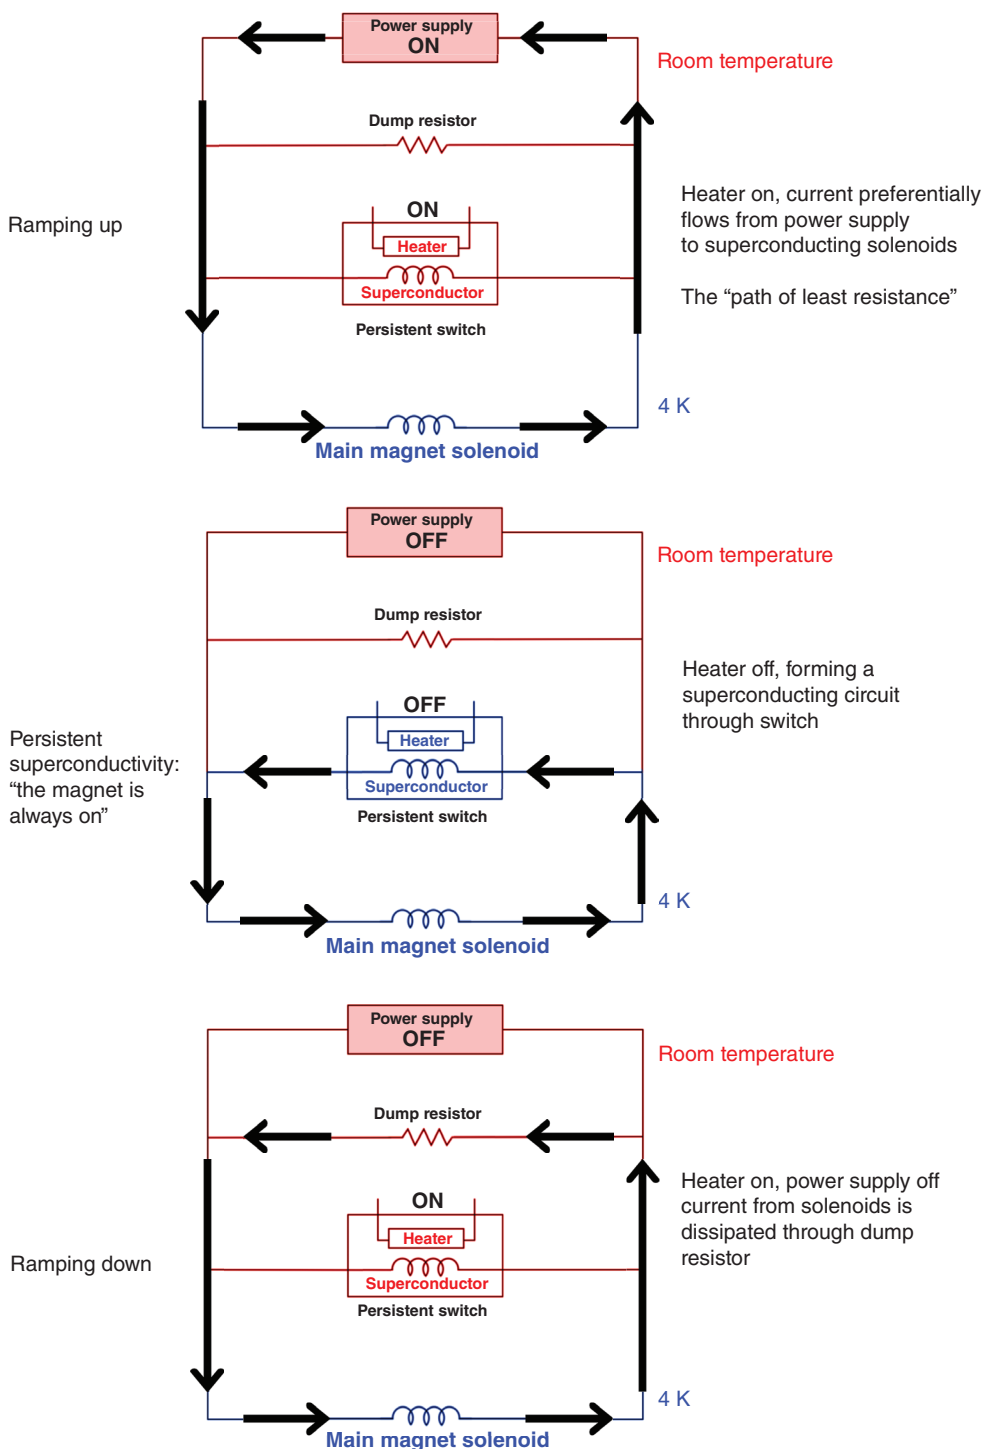 Power supply
ON
Room temperature
Dump resistor
Ramping up
ON
Heater
Superconductor
Persistent switch
Heater on, current preferentially
flows from power supply
to superconducting solenoids
The “path of least resistance”
4 K
Main magnet solenoid
Power supply
OFF
Room temperature
Dump resistor
Persistent
superconductivity:
“the magnet is
always on”
OFF
Heater
Superconductor
Persistent switch
Heater off, forming a
superconducting circuit
through switch
4 K
Main magnet solenoid
Power supply
OFF
Room temperature
Dump resistor
Ramping down
ON
Heater
Superconductor
Persistent switch
Heater on, power supply off
current from solenoids is
dissipated through dump
resistor
4 K
Main magnet solenoid